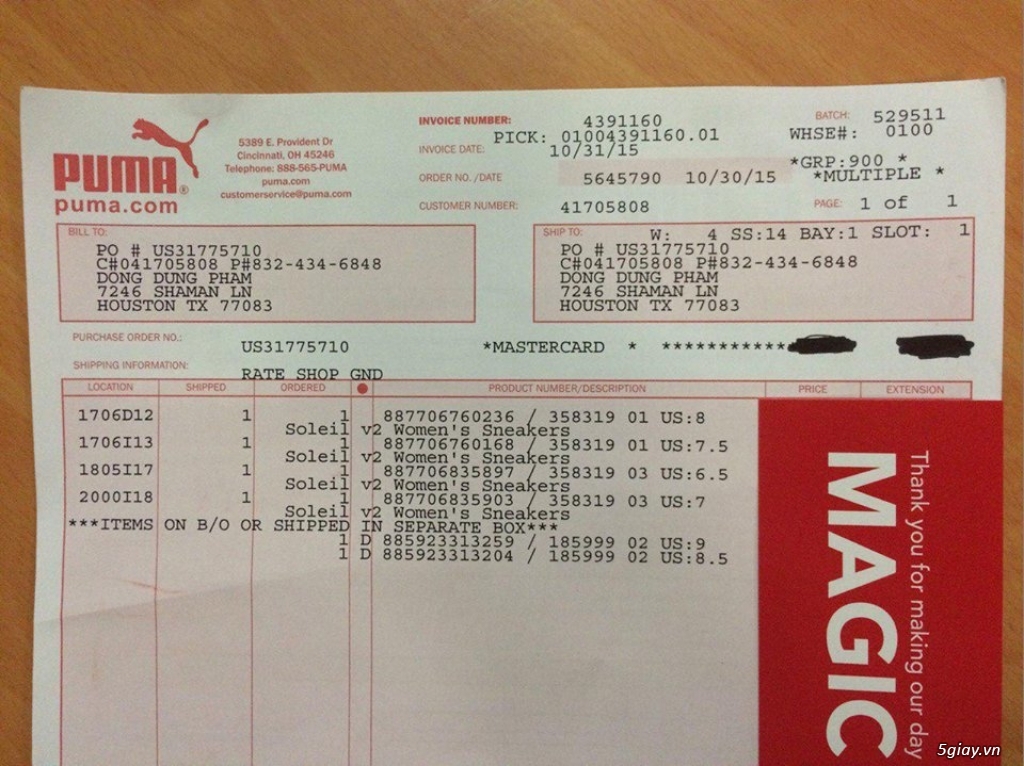 PUMA®
puma.com
5389 E. Provident Dr
Cincinnati, OH 45246
Telephone: 888-565-PUMA
puma.com
customerservice@puma.com
INVOICE NUMBER: 4391160
PICK: 01004391160.01
INVOICE DATE: 10/31/15
ORDER NO. /DATE 5645790 10/30/15
CUSTOMER NUMBER: 41705808
BATCH: 529511
WHSE#: 0100
*GRP:900 *
*MULTIPLE *
PAGE: 1 of 1
BILL TO:
PO # US31775710
C#041705808 P#832-434-6848
DONG DUNG PHAM
7246 SHAMAN LN
HOUSTON TX 77083
SHIP TO: W: 4 SS:14 BAY:1 SLOT: 1
PO # US31775710
C#041705808 P#832-434-6848
DONG DUNG PHAM
7246 SHAMAN LN
HOUSTON TX 77083
PURCHASE ORDER NO.: US31775710 *MASTERCARD * ************
SHIPPING INFORMATION: RATE SHOP GND
LOCATION SHIPPED ORDERED PRODUCT NUMBER/DESCRIPTION PRICE EXTENSION
1706D12 1 1 887706760236 / 358319 01 US:8
Soleil v2 Women's Sneakers
1706I13 1 1 887706760168 / 358319 01 US:7.5
Soleil v2 Women's Sneakers
1805I17 1 1 887706835897 / 358319 03 US:6.5
Soleil v2 Women's Sneakers
2000I18 1 1 887706835903 / 358319 03 US:7
Soleil v2 Women's Sneakers
***ITEMS ON B/O OR SHIPPED IN SEPARATE BOX***
1 D 885923313259 / 185999 02 US:9
1 D 885923313204 / 185999 02 US:8.5
Thank you for making our day
MAGIC
5giay.vn